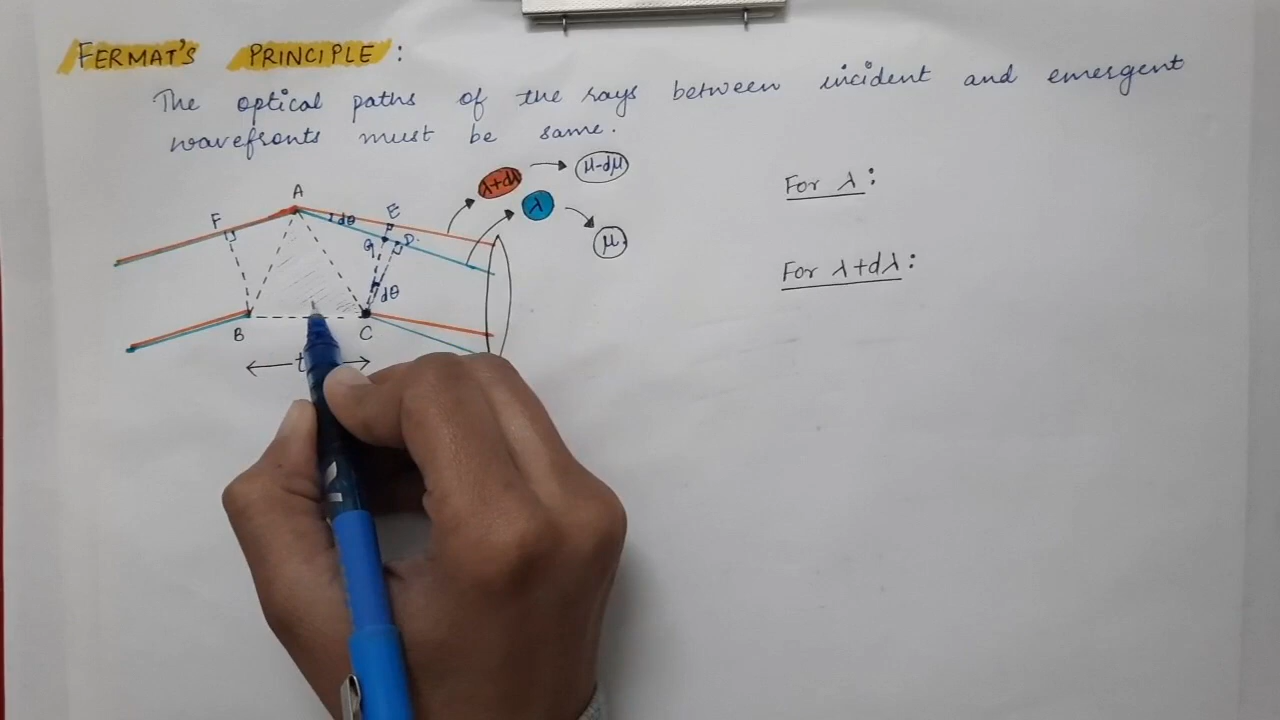 FERMAT'S PRINCIPLE :
The optical paths of the rays between incident and emergent
wavefronts must be same.
λ+dλ → μ-dμ
λ → μ
For λ :
For λ+dλ :
A
F
dθ
E
G
D
dθ
B
C
t